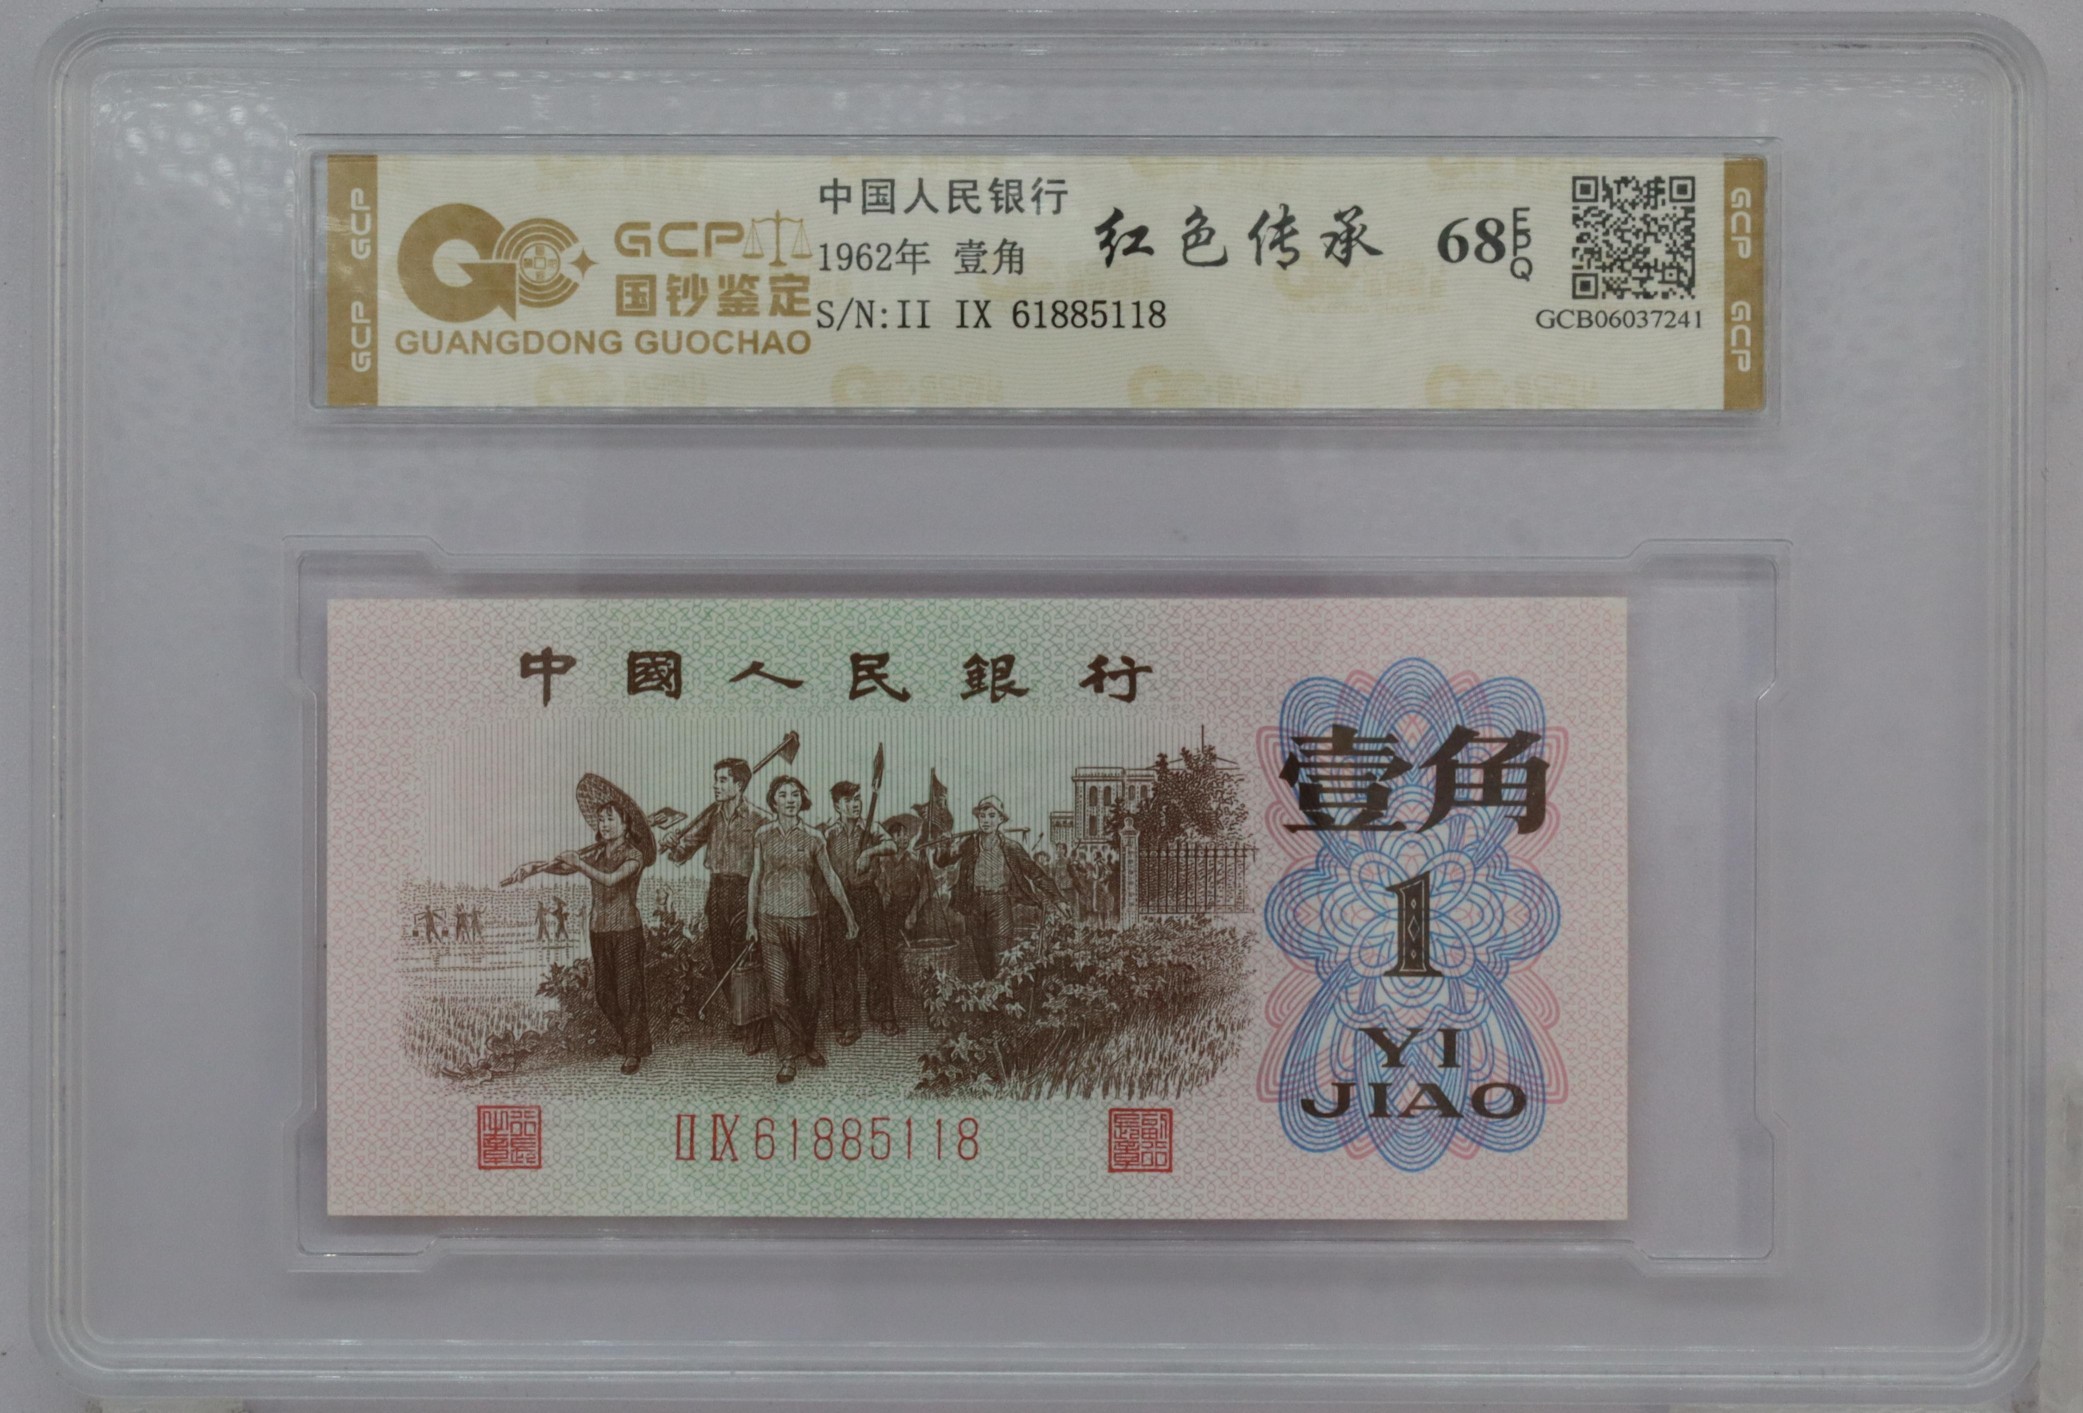 GCP GCP
GCP
国钞鉴定
GUANGDONG GUOCHAO
中国人民银行
1962年 壹角
S/N:II IX 61885118
红色传承
68 EPQ
GCB06037241
GCP GCP
中國人民銀行
壹角
1
YI
JIAO
II IX 61885118